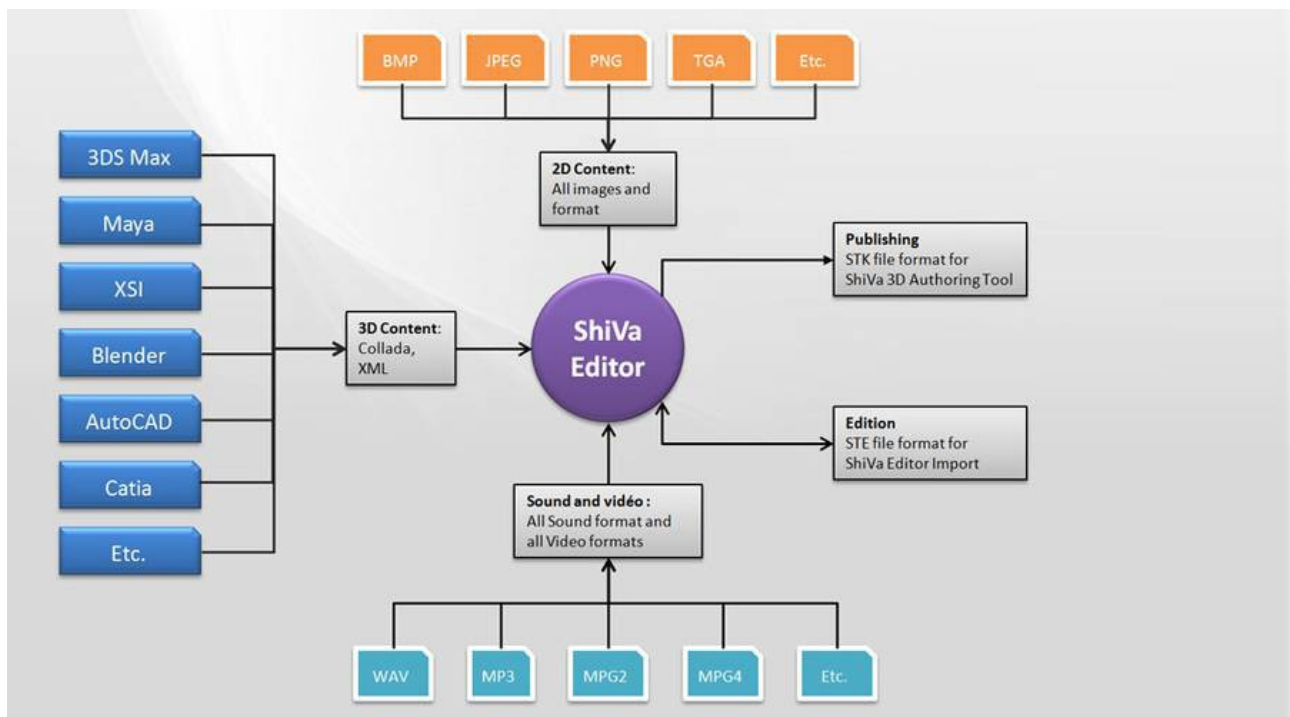 BMP
JPEG
PNG
TGA
Etc.
3DS Max
Maya
XSI
Blender
AutoCAD
Catia
Etc.
2D Content:
All images and
format
3D Content:
Collada,
XML
ShiVa
Editor
Publishing
STK file format for
ShiVa 3D Authoring Tool
Edition
STE file format for
ShiVa Editor Import
Sound and vidéo :
All Sound format and
all Video formats
WAV
MP3
MPG2
MPG4
Etc.